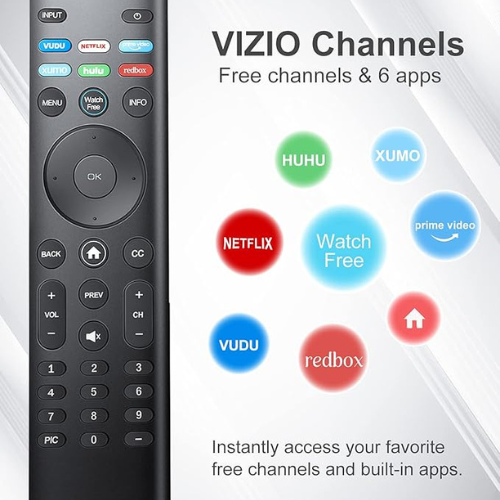 INPUT
VUDU NETFLIX prime video
xumo hulu redbox
MENU Watch Free INFO
OK
BACK CC
+ PREV +
VOL CH
- -
1 2 3
4 5 6
7 8 9
PIC 0 -
VIZIO Channels
Free channels & 6 apps
HUHU
XUMO
NETFLIX
Watch
Free
prime video
VUDU
redbox
Instantly access your favorite
free channels and built-in apps.